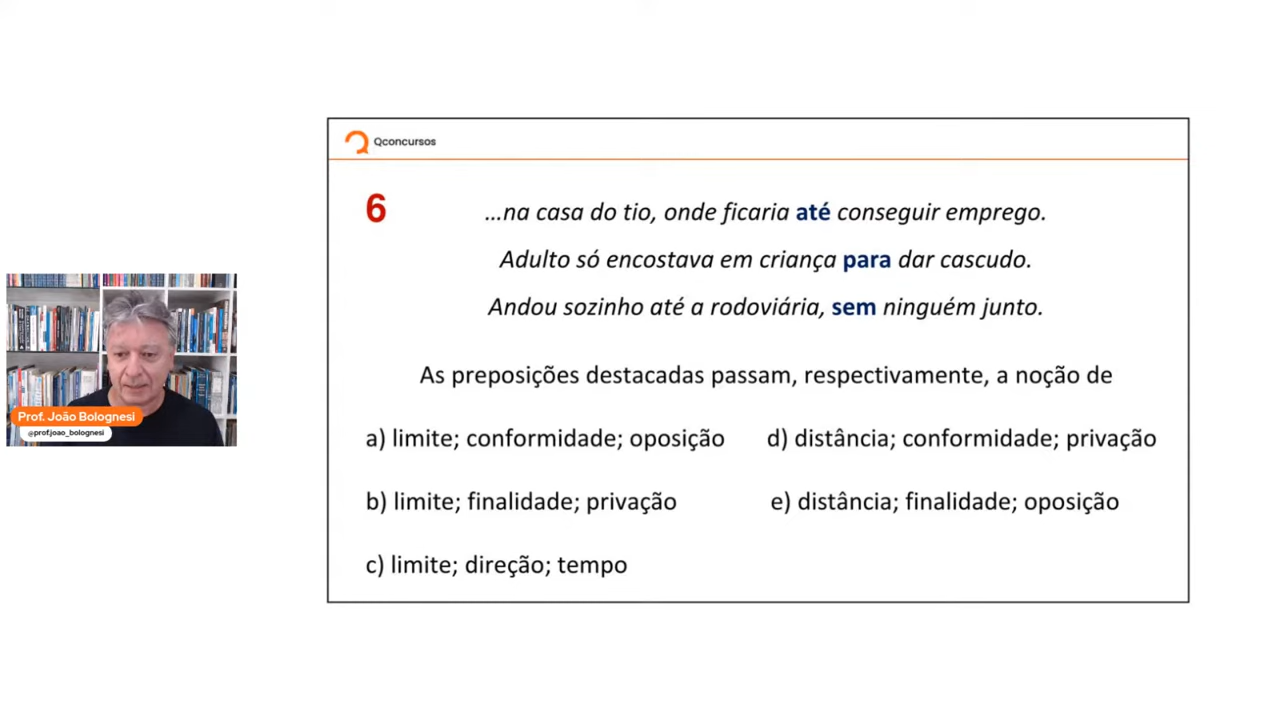 Qconcursos
6 ...na casa do tio, onde ficaria até conseguir emprego.
Adulto só encostava em criança para dar cascudo.
Andou sozinho até a rodoviária, sem ninguém junto.
As preposições destacadas passam, respectivamente, a noção de
a) limite; conformidade; oposição
d) distância; conformidade; privação
b) limite; finalidade; privação
e) distância; finalidade; oposição
c) limite; direção; tempo
Prof. João Bolognesi
@prof.joao_bolognesi